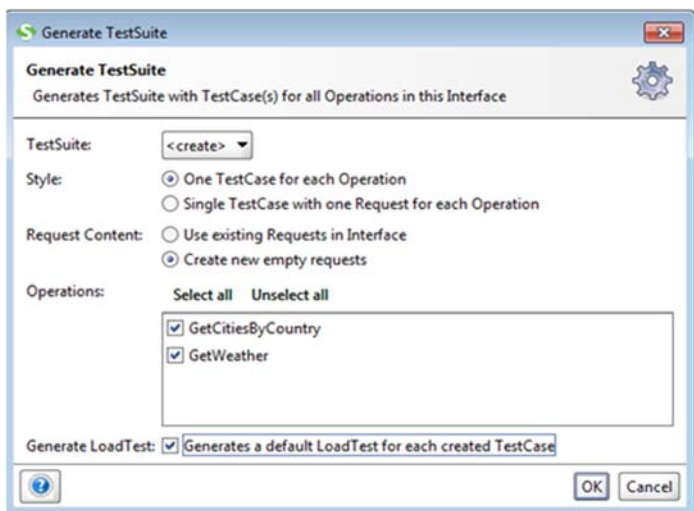 Generate TestSuite
Generate TestSuite
Generates TestSuite with TestCase(s) for all Operations in this Interface
TestSuite: <create>
Style: One TestCase for each Operation
Single TestCase with one Request for each Operation
Request Content: Use existing Requests in Interface
Create new empty requests
Operations: Select all Unselect all
GetCitiesByCountry
GetWeather
Generate LoadTest: Generates a default LoadTest for each created TestCase
OK Cancel